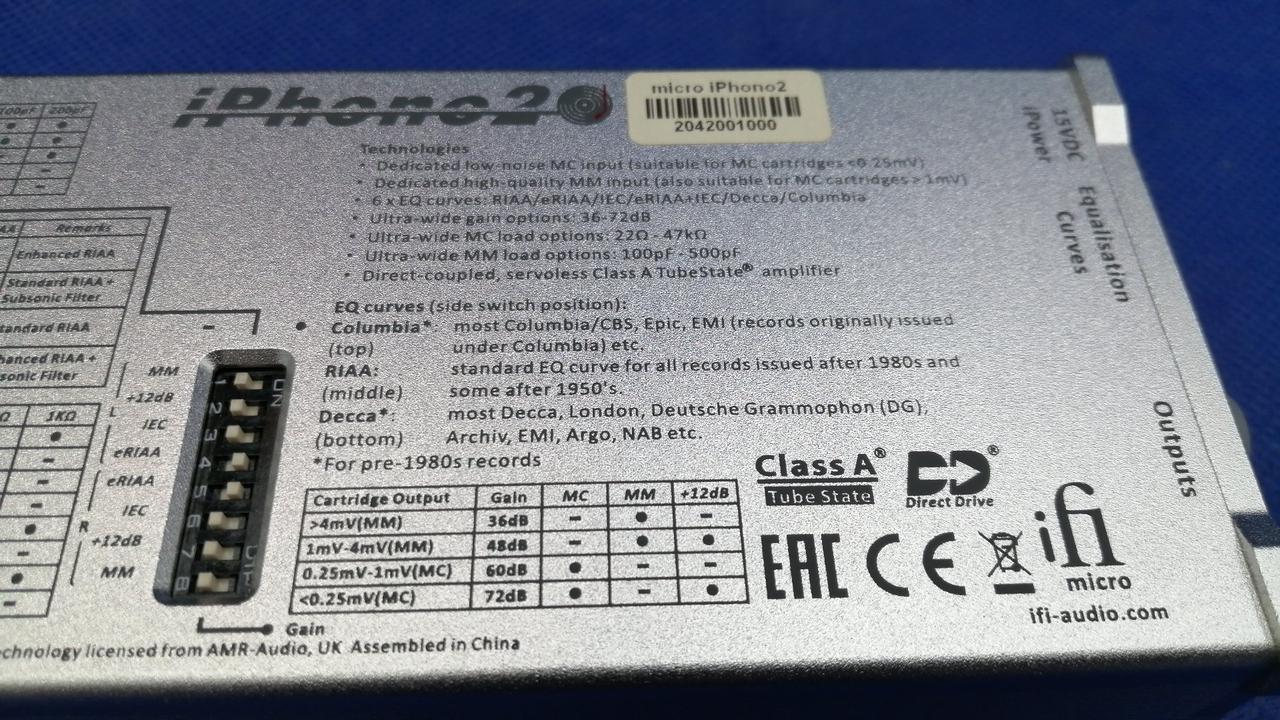 iPhono2
micro iPhono2
2042001000
Technologies
• Dedicated low-noise MC input (suitable for MC cartridges <0.25mV)
• Dedicated high-quality MM input (also suitable for MC cartridges > 1mV)
• 6 x EQ curves: RIAA/eRIAA/IEC/eRIAA+IEC/Decca/Columbia
• Ultra-wide gain options: 36-72dB
• Ultra-wide MC load options: 22Ω - 47kΩ
• Ultra-wide MM load options: 100pF - 500pF
• Direct-coupled, servoless Class A TubeState® amplifier
EQ curves (side switch position):
Columbia*: most Columbia/CBS, Epic, EMI (records originally issued
(top) under Columbia) etc.
RIAA: standard EQ curve for all records issued after 1980s and
(middle) some after 1950's.
Decca*: most Decca, London, Deutsche Grammophon (DG),
(bottom) Archiv, EMI, Argo, NAB etc.
*For pre-1980s records
Cartridge Output Gain MC MM +12dB
>4mV(MM) 36dB - • -
1mV-4mV(MM) 48dB - • •
0.25mV-1mV(MC) 60dB • - -
<0.25mV(MC) 72dB • - •
Class A®
Tube State
®
Direct Drive
EAC CE
ifi
micro
ifi-audio.com
15VDC
iPower
Equalisation
Curves
Outputs
200pF
Remarks
Enhanced RIAA
Standard RIAA +
Subsonic Filter
Standard RIAA
1KΩ
MM
+12dB
L
IEC
eRIAA
eRIAA
IEC
R
+12dB
MM
ON
1
2
3
4
5
6
7
8
DIP
Gain
licensed from AMR-Audio, UK Assembled in China